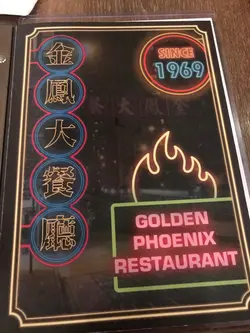 金鳳大餐廳
SINCE
1969
GOLDEN
PHOENIX
RESTAURANT